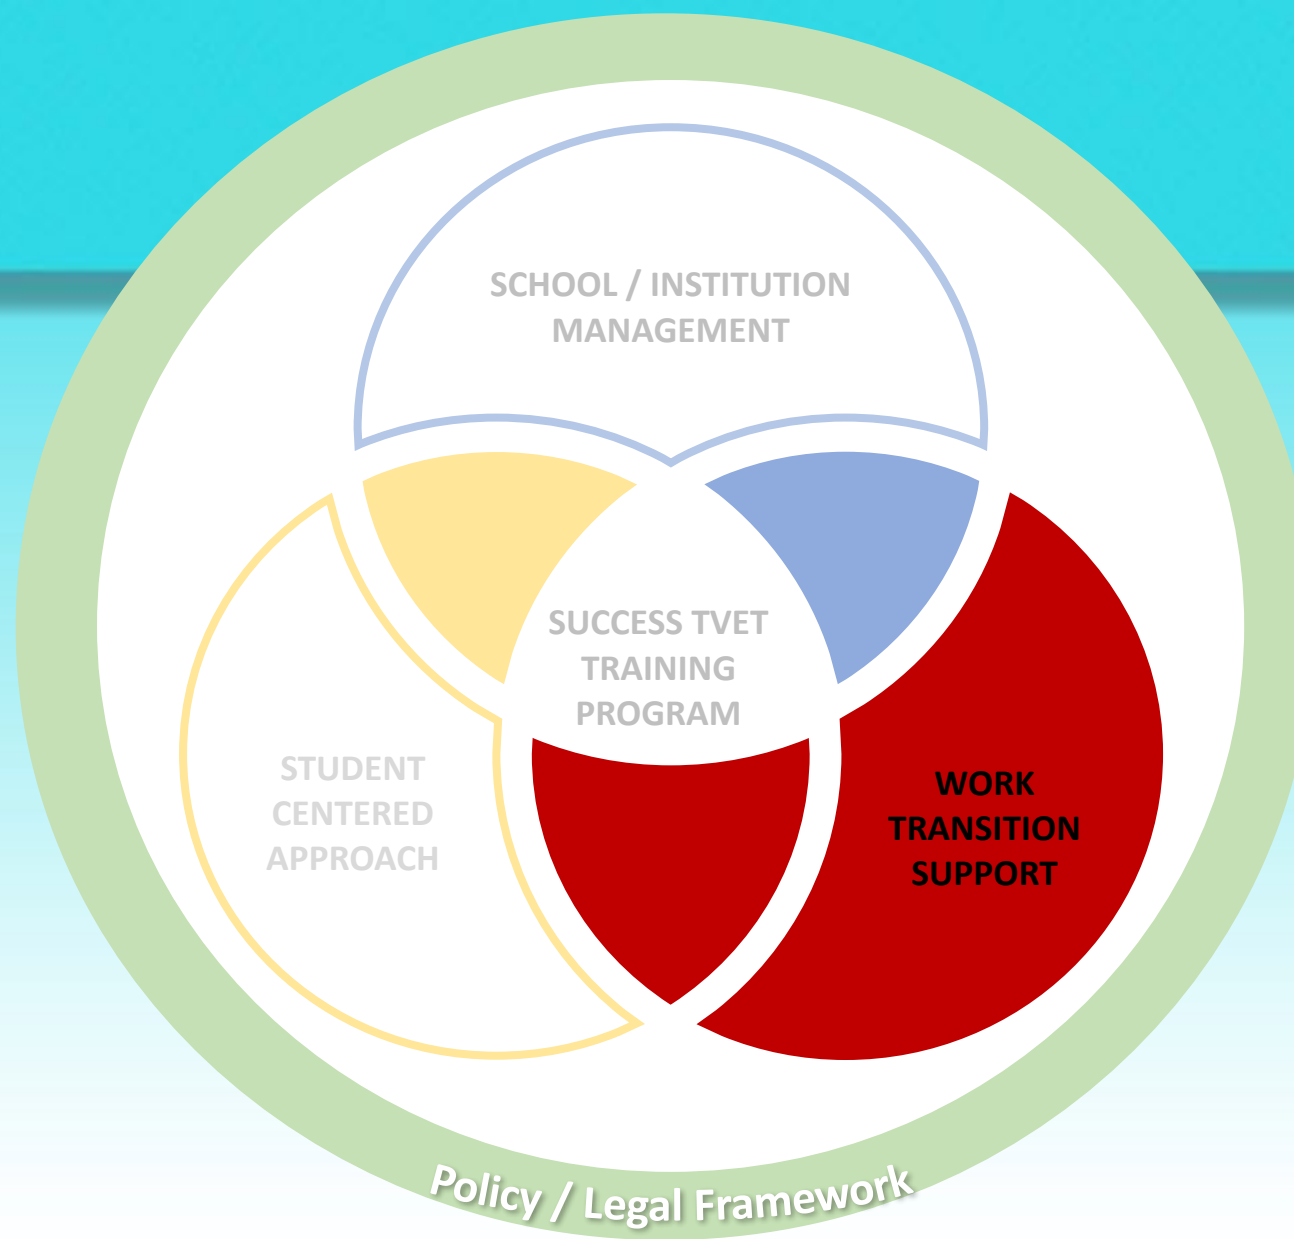 SCHOOL / INSTITUTION
MANAGEMENT
SUCCESS TVET
TRAINING
PROGRAM
STUDENT
CENTERED
APPROACH
WORK
TRANSITION
SUPPORT
Policy / Legal Framework